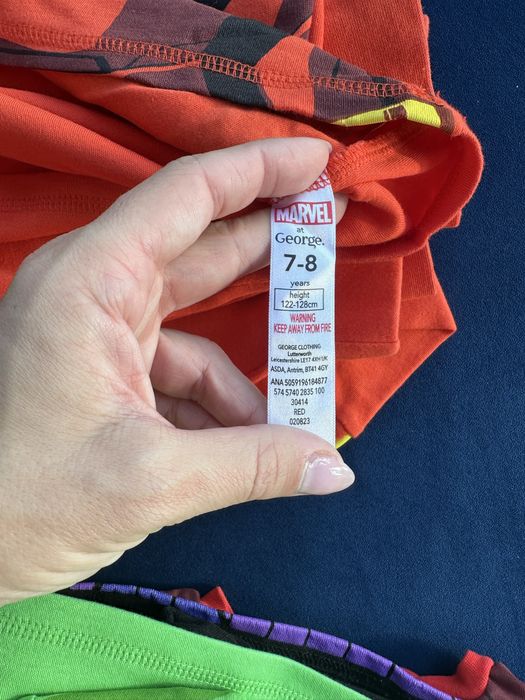 MARVEL
at
George.
7-8
years
height
122-128cm
WARNING
KEEP AWAY FROM FIRE
GEORGE CLOTHING
Lutterworth
Leicestershire LE17 4XH UK
ASDA, Antrim, BT41 4GY
ANA 5059196184877
574 5740 2835 100
30414
RED
020823